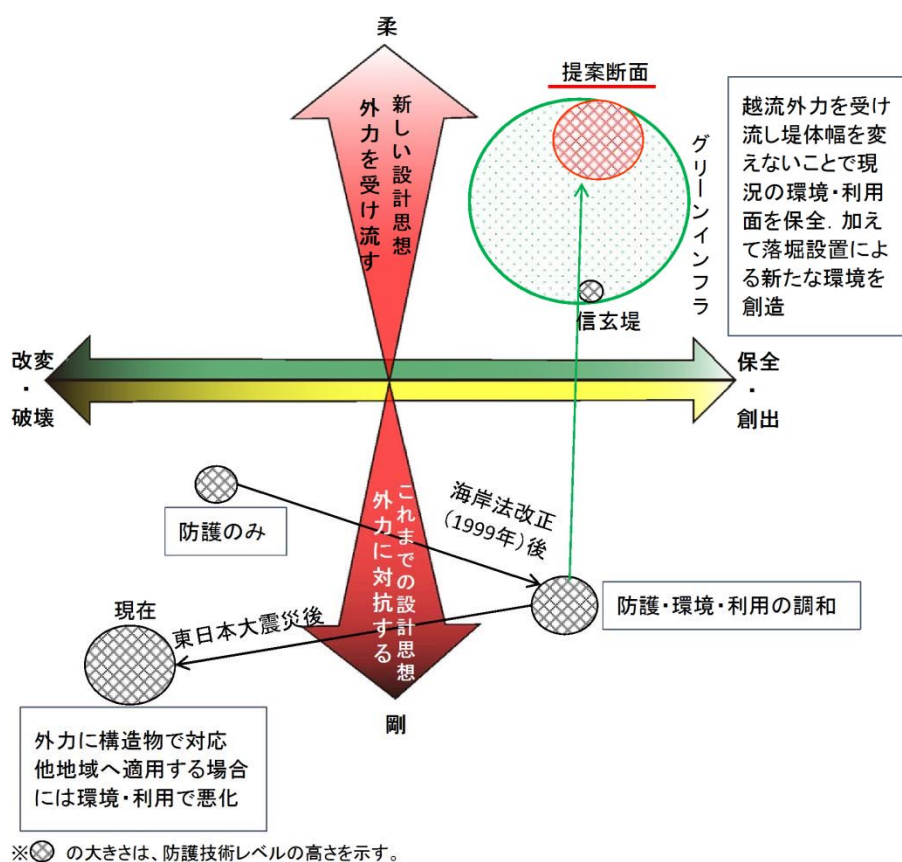 柔
提案断面
新しい設計思想
外力を受け流す
グリーンインフラ
越流外力を受け
流し堤体幅を変
えないことで現
況の環境・利用
面を保全．加え
て落堀設置によ
る新たな環境を
創造
信玄堤
改変
・
破壊
保全
・
創出
防護のみ
海岸法改正
(1999年)後
これまでの設計思想
外力に対抗する
防護・環境・利用の調和
現在
東日本大震災後
剛
外力に構造物で対応
他地域へ適用する場合
には環境・利用で悪化
※ の大きさは、防護技術レベルの高さを示す。